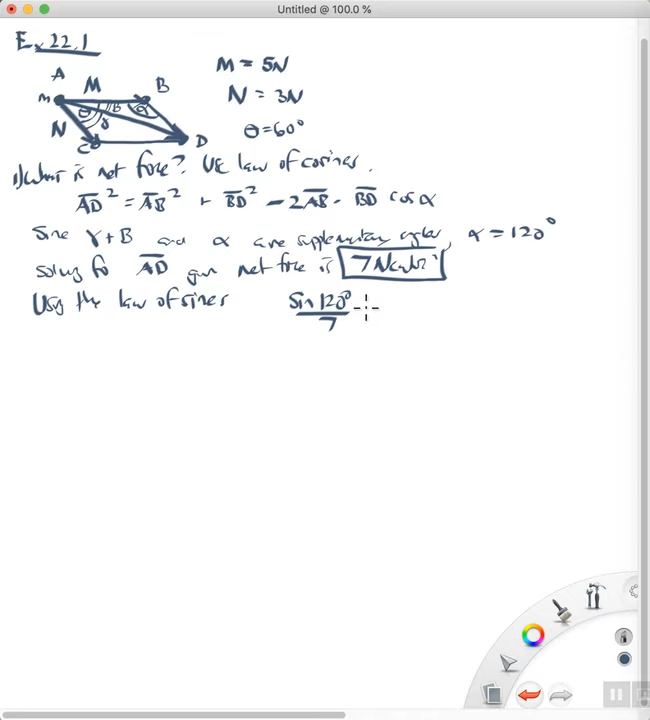 Untitled @ 100.0 %
Ex. 22.1
A
M
B
m
θ
β
α
N
γ
C
D
M = 5N
N = 3N
θ = 60°
1) What is net force? Use law of cosines.
AD² = AB² + BD² - 2AB · BD cos α
Since γ + β and α are supplementary angles, α = 120°
Solving for AD our net force is 7 Newtons
Using the law of sines sin 120°
7